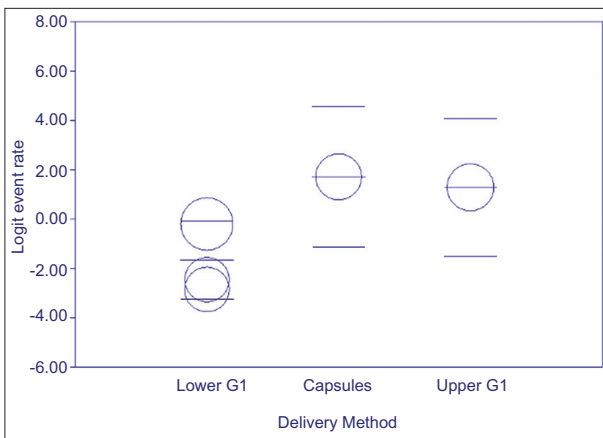 8.00
6.00
4.00
2.00
0.00
-2.00
-4.00
-6.00
Logit event rate
Lower G1
Capsules
Upper G1
Delivery Method